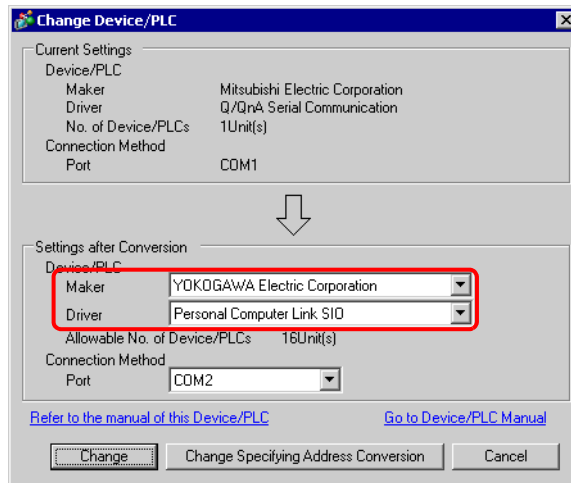 Change Device/PLC
Current Settings
Device/PLC
Maker Mitsubishi Electric Corporation
Driver Q/QnA Serial Communication
No. of Device/PLCs 1Unit(s)
Connection Method
Port COM1
Settings after Conversion
Device/PLC
Maker YOKOGAWA Electric Corporation
Driver Personal Computer Link SIO
Allowable No. of Device/PLCs 16Unit(s)
Connection Method
Port COM2
Refer to the manual of this Device/PLC Go to Device/PLC Manual
Change Change Specifying Address Conversion Cancel